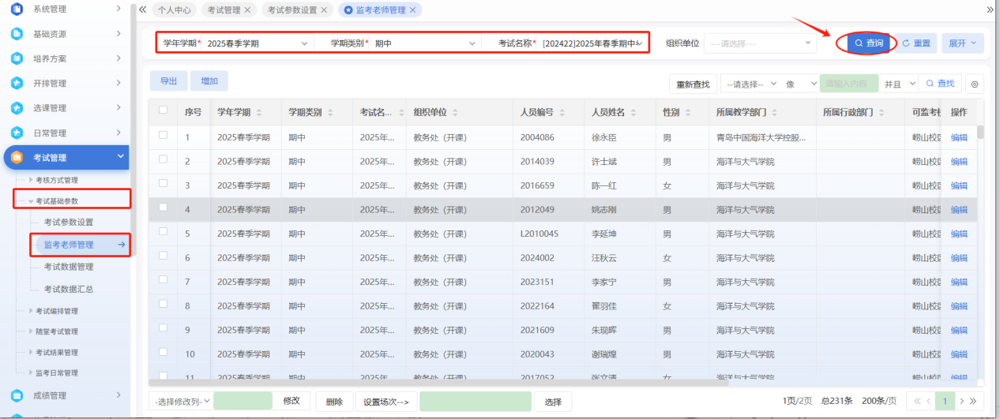 系统管理
基础资源
培养方案
开排管理
选课管理
日常管理
考试管理
考核方式管理
考试基础参数
考试参数设置
监考老师管理
考试数据管理
考试数据汇总
考试编排管理
随堂考试管理
考试结果管理
监考日常管理
成绩管理
个人中心 考试管理 考试参数设置 监考老师管理
学年学期* 2025春季学期 学期类别* 期中 考试名称* [202422]2025年春季期中 组织单位 ---请选择--- 查询 重置 展开
导出 增加
重新查找 --请选择-- 像 请输入内容 并且 查找
序号 学年学期 学期类别 考试名... 组织单位 人员编号 人员姓名 性别 所属教学部门 所属行政部门 可监考 操作
1 2025春季学期 期中 2025年... 教务处（开课） 2004086 徐永臣 男 青岛中国海洋大学控股... 崂山校区 编辑
2 2025春季学期 期中 2025年... 教务处（开课） 2014039 许士斌 男 海洋与大气学院 崂山校区 编辑
3 2025春季学期 期中 2025年... 教务处（开课） 2016659 陈一红 女 海洋与大气学院 崂山校区 编辑
4 2025春季学期 期中 2025年... 教务处（开课） 2012049 姚志刚 男 海洋与大气学院 崂山校区 编辑
5 2025春季学期 期中 2025年... 教务处（开课） L2010045 李延坤 男 海洋与大气学院 崂山校区 编辑
6 2025春季学期 期中 2025年... 教务处（开课） 2024002 汪秋云 女 海洋与大气学院 崂山校区 编辑
7 2025春季学期 期中 2025年... 教务处（开课） 2023151 李家宁 男 海洋与大气学院 崂山校区 编辑
8 2025春季学期 期中 2025年... 教务处（开课） 2022164 翟羽佳 女 海洋与大气学院 崂山校区 编辑
9 2025春季学期 期中 2025年... 教务处（开课） 2021609 朱现晔 男 海洋与大气学院 崂山校区 编辑
10 2025春季学期 期中 2025年... 教务处（开课） 2020043 谢瑞煌 男 海洋与大气学院 崂山校区 编辑
11 2025春季学期 期中 2025年... 教务处（开课） 2017052 女 海洋与大气学院 崂山校区 编辑
-选择修改列- 修改 删除 设置场次--> 选择 1页/2页 总231条 200条/页 1